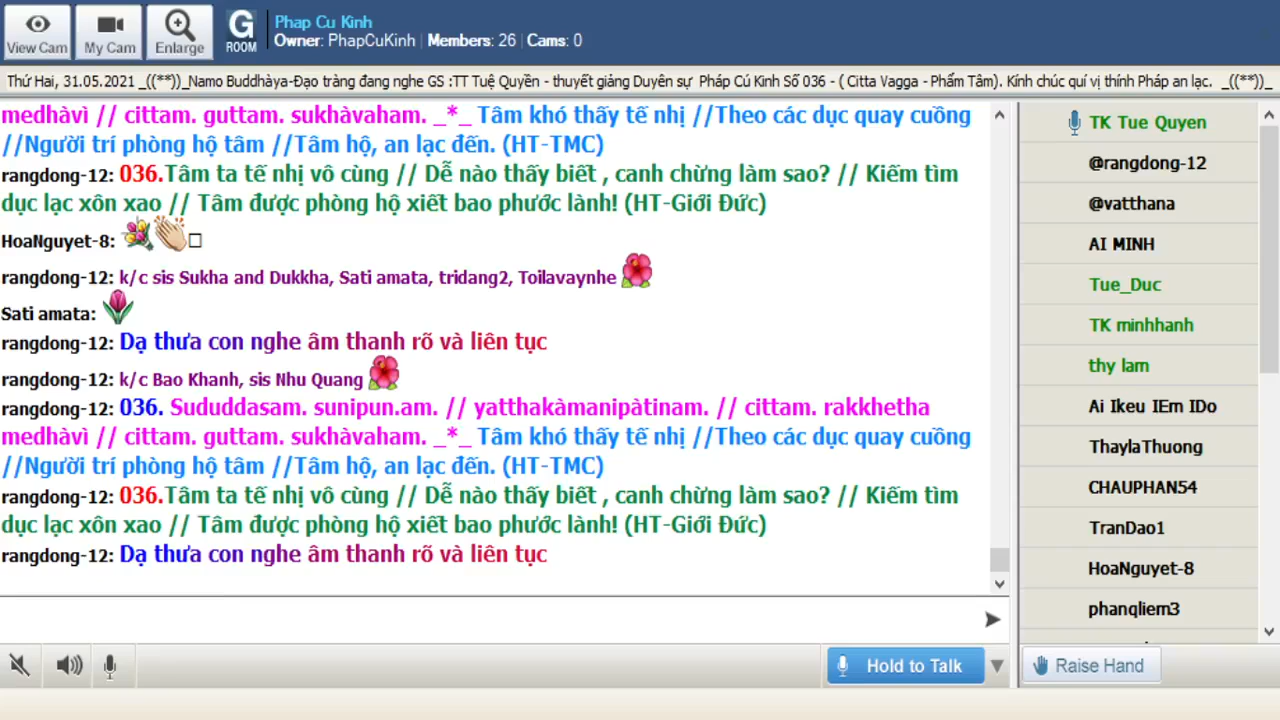 View Cam
My Cam
Enlarge
G
ROOM
Phap Cu Kinh
Owner: PhapCuKinh | Members: 26 | Cams: 0
Thứ Hai, 31.05.2021 _((**))_Namo Buddhàya-Đạo tràng đang nghe GS :TT Tuệ Quyền - thuyết giảng Duyên sự Pháp Cú Kinh Số 036 - ( Citta Vagga - Phẩm Tâm). Kính chúc quí vị thính Pháp an lạc. _((**))_
medhàvì // cittam. guttam. sukhàvaham. _*_ Tâm khó thấy tế nhị //Theo các dục quay cuồng
//Người trí phòng hộ tâm //Tâm hộ, an lạc đến. (HT-TMC)
rangdong-12: 036.Tâm ta tế nhị vô cùng // Dễ nào thấy biết , canh chừng làm sao? // Kiếm tìm
dục lạc xôn xao // Tâm được phòng hộ xiết bao phước lành! (HT-Giới Đức)
HoaNguyet-8:
rangdong-12: k/c sis Sukha and Dukkha, Sati amata, tridang2, Toilavaynhe
Sati amata:
rangdong-12: Dạ thưa con nghe âm thanh rõ và liên tục
rangdong-12: k/c Bao Khanh, sis Nhu Quang
rangdong-12: 036. Sududdasam. sunipun.am. // yatthakàmanipàtinam. // cittam. rakkhetha
medhàvì // cittam. guttam. sukhàvaham. _*_ Tâm khó thấy tế nhị //Theo các dục quay cuồng
//Người trí phòng hộ tâm //Tâm hộ, an lạc đến. (HT-TMC)
rangdong-12: 036.Tâm ta tế nhị vô cùng // Dễ nào thấy biết , canh chừng làm sao? // Kiếm tìm
dục lạc xôn xao // Tâm được phòng hộ xiết bao phước lành! (HT-Giới Đức)
rangdong-12: Dạ thưa con nghe âm thanh rõ và liên tục
TK Tue Quyen
@rangdong-12
@vatthana
AI MINH
Tue_Duc
TK minhhanh
thy lam
Ai Ikeu IEm IDo
ThaylaThuong
CHAUPHAN54
TranDao1
HoaNguyet-8
phanqliem3
Hold to Talk
Raise Hand